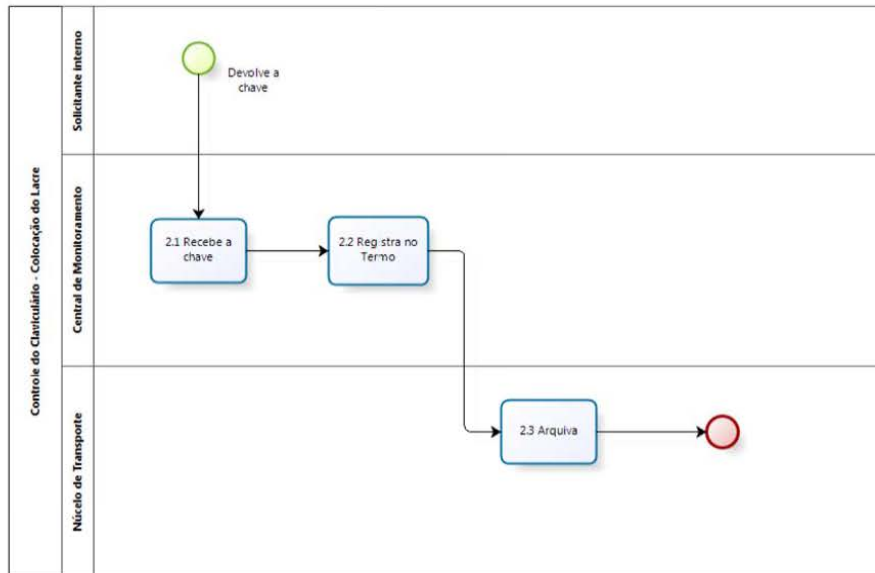 Controle do Claviculário - Colocação do Lacre
Solicitante interno
Devolve a
chave
Central de Monitoramento
2.1 Recebe a
chave
2.2 Reg stra no
Termo
Núcelo de Transporte
2.3 Arquiva